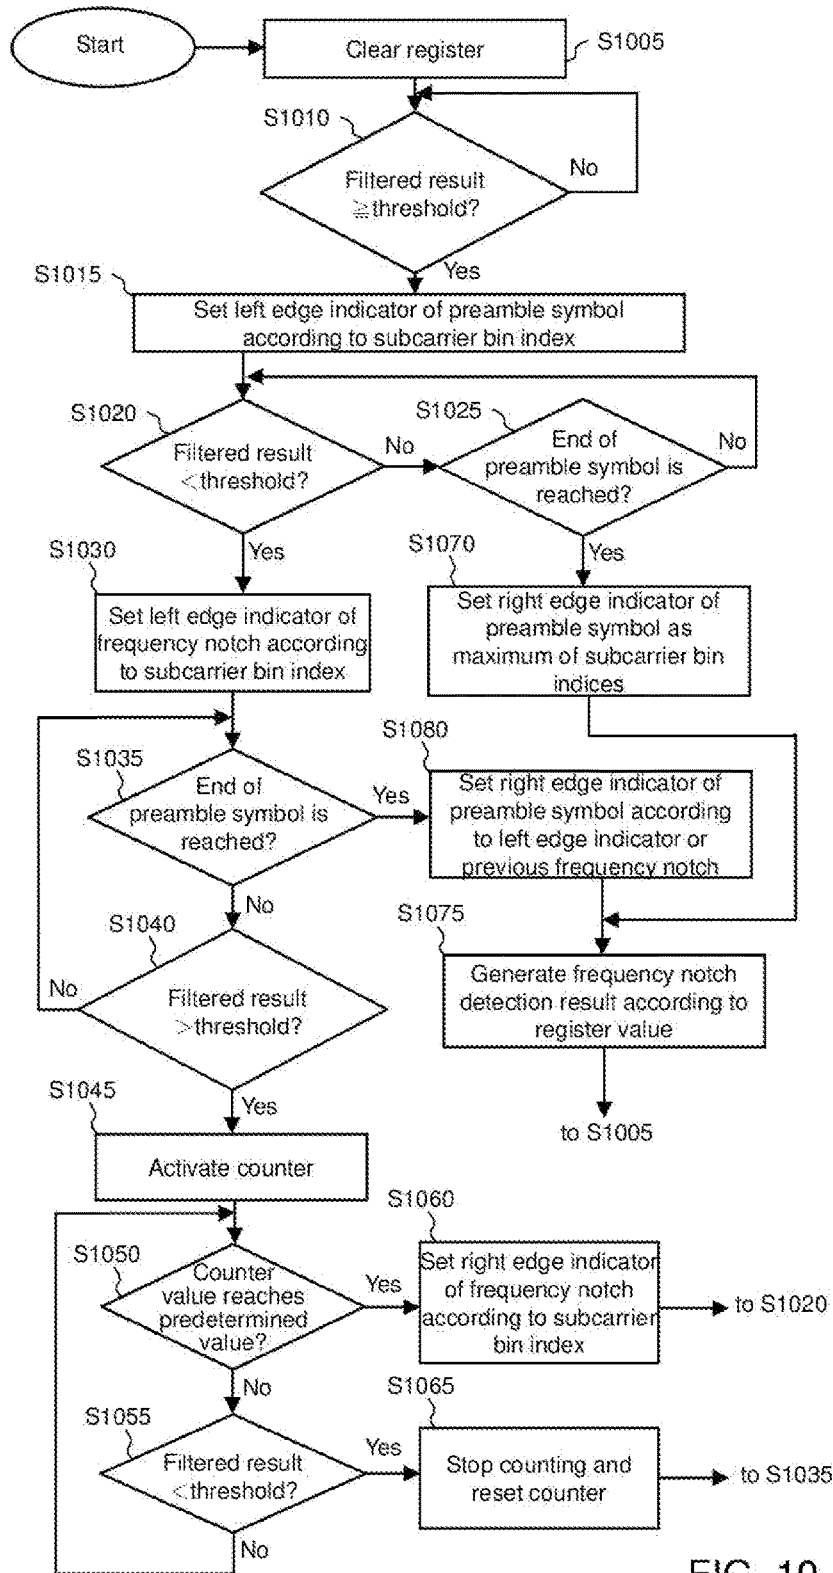 Start
Clear register
S1005
S1010
Filtered result
≧threshold?
No
Yes
S1015
Set left edge indicator of preamble symbol
according to subcarrier bin index
S1020
Filtered result
<threshold?
No
S1025
End of
preamble symbol is
reached?
No
Yes
Yes
S1030
Set left edge indicator of
frequency notch according
to subcarrier bin index
S1070
Set right edge indicator of
preamble symbol as
maximum of subcarrier bin
indices
S1035
End of
preamble symbol is
reached?
Yes
No
S1080
Set right edge indicator of
preamble symbol according
to left edge indicator or
previous frequency notch
S1040
Filtered result
>threshold?
No
Yes
S1075
Generate frequency notch
detection result according to
register value
to S1005
S1045
Activate counter
S1050
Counter
value reaches
predetermined
value?
Yes
No
S1060
Set right edge indicator
of frequency notch
according to subcarrier
bin index
to S1020
S1055
Filtered result
<threshold?
Yes
No
S1065
Stop counting and
reset counter
to S1035
FIG. 10